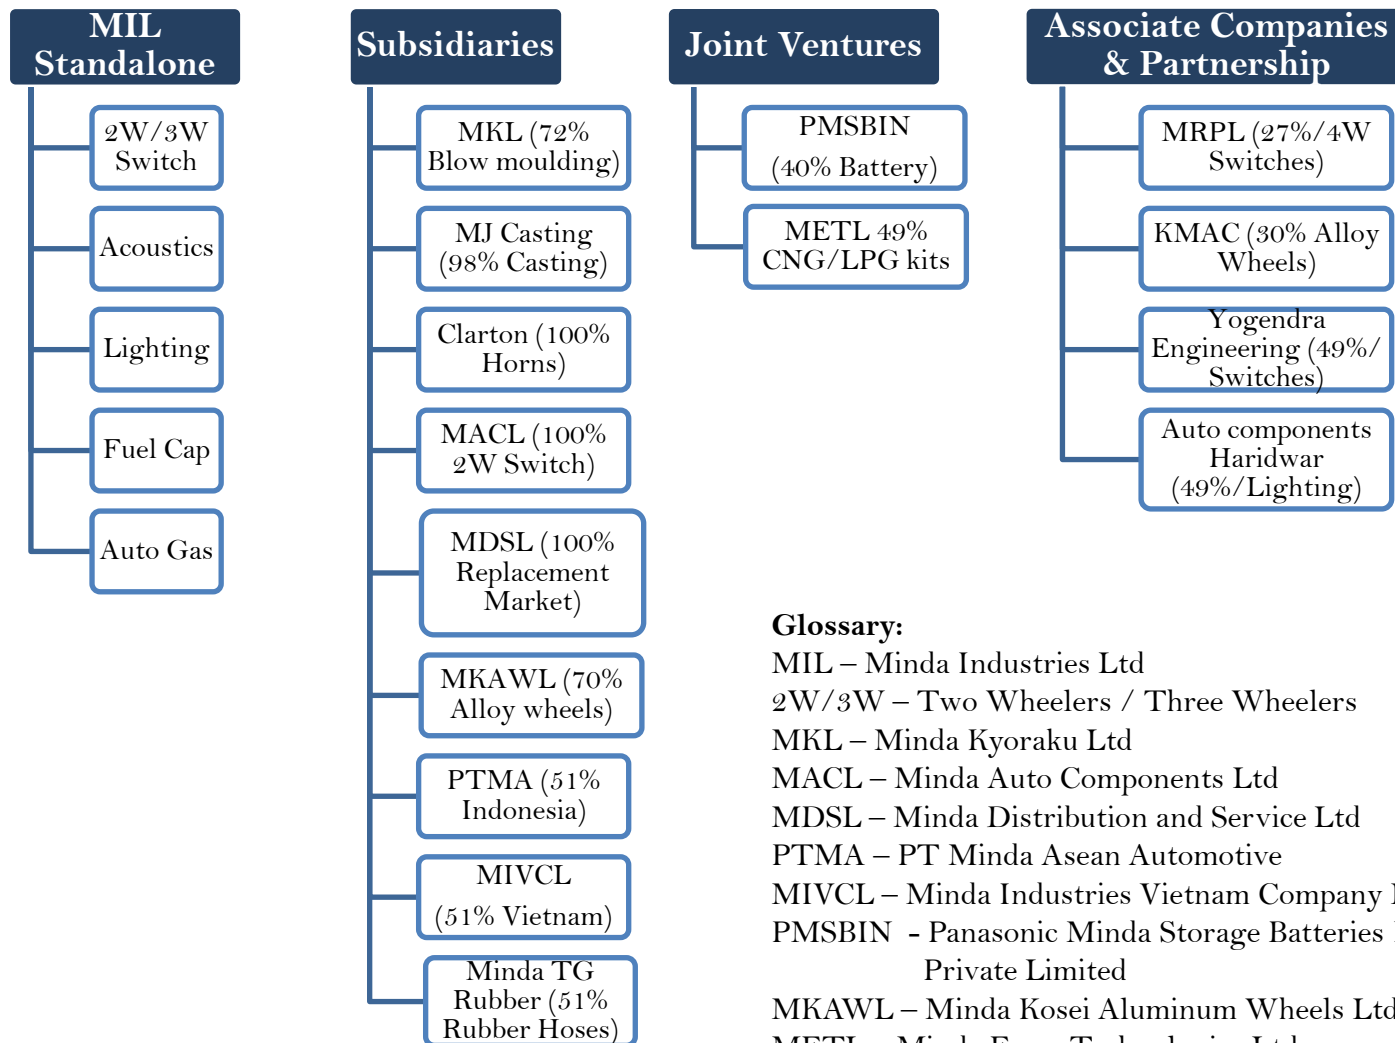 MIL
Standalone
2W/3W
Switch
Acoustics
Lighting
Fuel Cap
Auto Gas
Subsidiaries
MKL (72%
Blow moulding)
MJ Casting
(98% Casting)
Clarton (100%
Horns)
MACL (100%
2W Switch)
MDSL (100%
Replacement
Market)
MKAWL (70%
Alloy wheels)
PTMA (51%
Indonesia)
MIVCL
(51% Vietnam)
Minda TG
Rubber (51%
Rubber Hoses)
Joint Ventures
PMSBIN
(40% Battery)
METL 49%
CNG/LPG kits
Associate Companies
& Partnership
MRPL (27%/4W
Switches)
KMAC (30% Alloy
Wheels)
Yogendra
Engineering (49%/
Switches)
Auto components
Haridwar
(49%/Lighting)
Glossary:
MIL – Minda Industries Ltd
2W/3W – Two Wheelers / Three Wheelers
MKL – Minda Kyoraku Ltd
MACL – Minda Auto Components Ltd
MDSL – Minda Distribution and Service Ltd
PTMA – PT Minda Asean Automotive
MIVCL – Minda Industries Vietnam Company
PMSBIN - Panasonic Minda Storage Batteries
Private Limited
MKAWL – Minda Kosei Aluminum Wheels Ltd